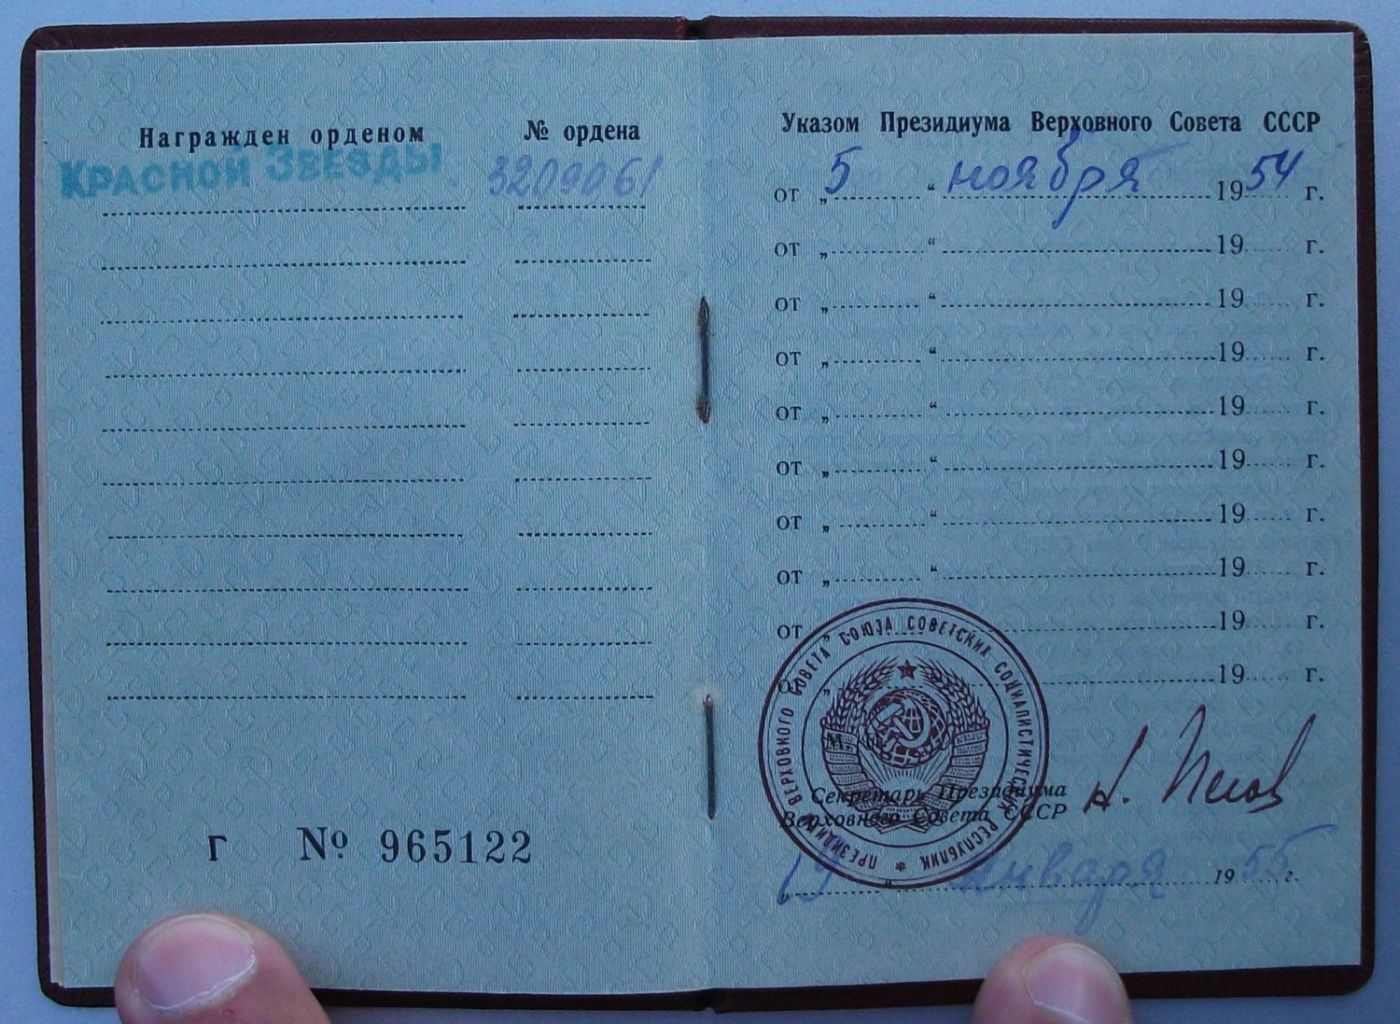 Награжден орденом № ордена
КРАСНОЙ ЗВЕЗДЫ 3209061
Г № 965122
Указом Президиума Верховного Совета СССР
от „ 5 “ ноября 1954 г.
от „ “ 19 г.
от „ “ 19 г.
от „ “ 19 г.
от „ “ 19 г.
от „ “ 19 г.
от „ “ 19 г.
от „ “ 19 г.
от „ 19 г.
от „ 19 г.
М.
ПРЕЗИДИУМ ВЕРХОВНОГО СОВЕТА СОЮЗА СОВЕТСКИХ СОЦИАЛИСТИЧЕСКИХ РЕСПУБЛИК *
Секретарь Президиума
Верховного Совета СССР
Н. Пегов
„19“ января 1955 г.